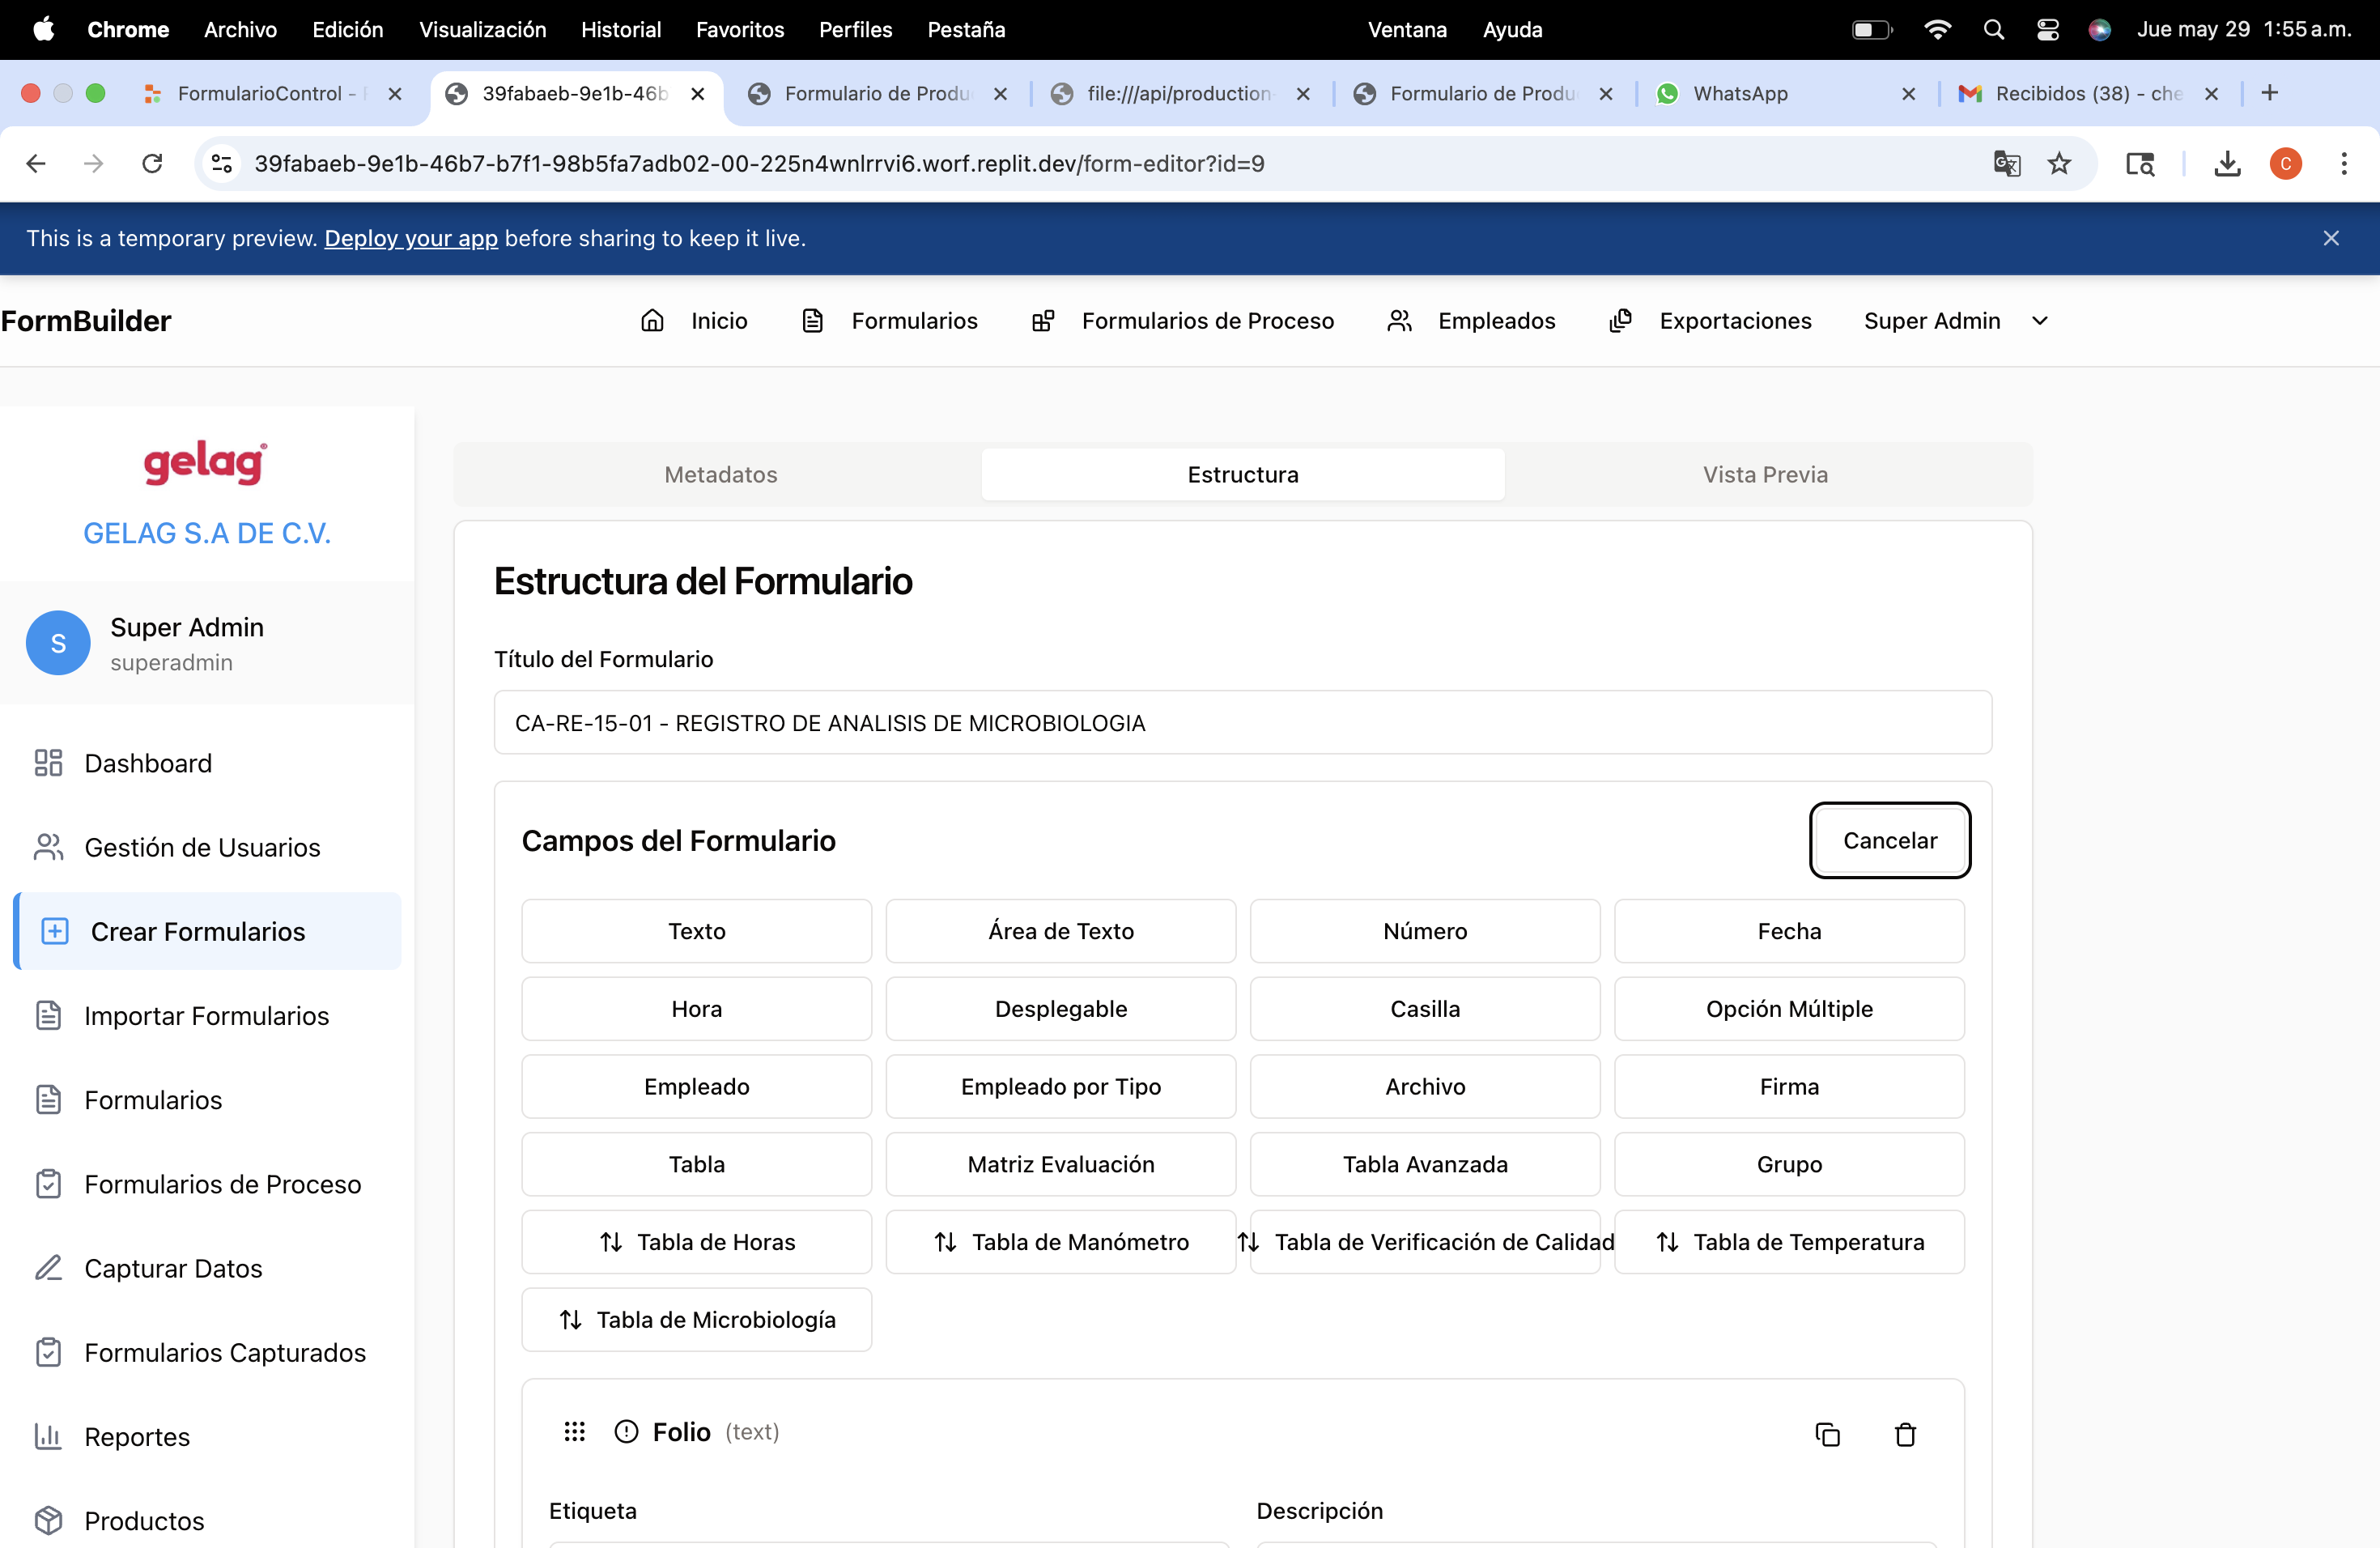 Chrome Archivo Edición Visualización Historial Favoritos Perfiles Pestaña Ventana Ayuda Jue may 29 1:55 a.m.
FormularioControl - 39fabaeb-9e1b-46b Formulario de Produ file:///api/production- Formulario de Produ WhatsApp Recibidos (38) - che
39fabaeb-9e1b-46b7-b7f1-98b5fa7adb02-00-225n4wnlrrvi6.worf.replit.dev/form-editor?id=9 C
This is a temporary preview. Deploy your app before sharing to keep it live.
FormBuilder Inicio Formularios Formularios de Proceso Empleados Exportaciones Super Admin
gelag
GELAG S.A DE C.V.
S
Super Admin
superadmin
Dashboard
Gestión de Usuarios
Crear Formularios
Importar Formularios
Formularios
Formularios de Proceso
Capturar Datos
Formularios Capturados
Reportes
Productos
Metadatos Estructura Vista Previa
Estructura del Formulario
Título del Formulario
CA-RE-15-01 - REGISTRO DE ANALISIS DE MICROBIOLOGIA
Campos del Formulario Cancelar
Texto Área de Texto Número Fecha
Hora Desplegable Casilla Opción Múltiple
Empleado Empleado por Tipo Archivo Firma
Tabla Matriz Evaluación Tabla Avanzada Grupo
Tabla de Horas Tabla de Manómetro Tabla de Verificación de Calidad Tabla de Temperatura
Tabla de Microbiología
Folio (text)
Etiqueta Descripción